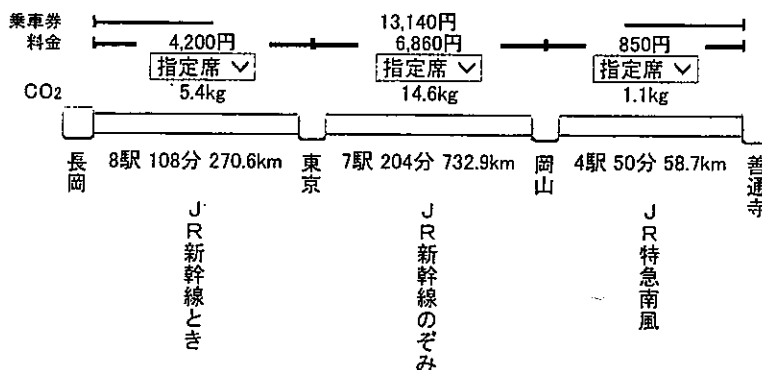 乗車券 13,140円
料金 4,200円 6,860円 850円
指定席 指定席 指定席
CO2 5.4kg 14.6kg 1.1kg
長岡 8駅 108分 270.6km 東京 7駅 204分 732.9km 岡山 4駅 50分 58.7km 善通寺
JR新幹線とき
JR新幹線のぞみ
JR特急南風